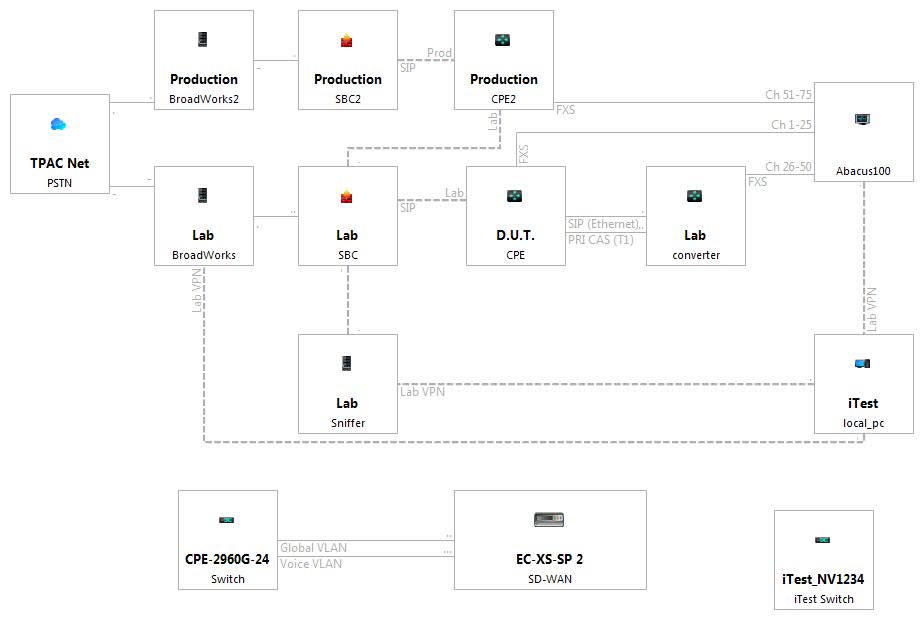 Production
BroadWorks2
Production
SBC2
Prod
SIP
Production
CPE2
Lab
FXS
Ch 51-75
Ch 1-25
Ch 26-50
FXS
FXS
Abacus100
TPAC Net
PSTN
Lab
BroadWorks
Lab
SBC
Lab
SIP
D.U.T.
CPE
SIP (Ethernet)
PRI CAS (T1)
Lab
converter
Lab VPN
Lab VPN
Lab
Sniffer
Lab VPN
iTest
local_pc
CPE-2960G-24
Switch
Global VLAN
Voice VLAN
EC-XS-SP 2
SD-WAN
iTest_NV1234
iTest Switch